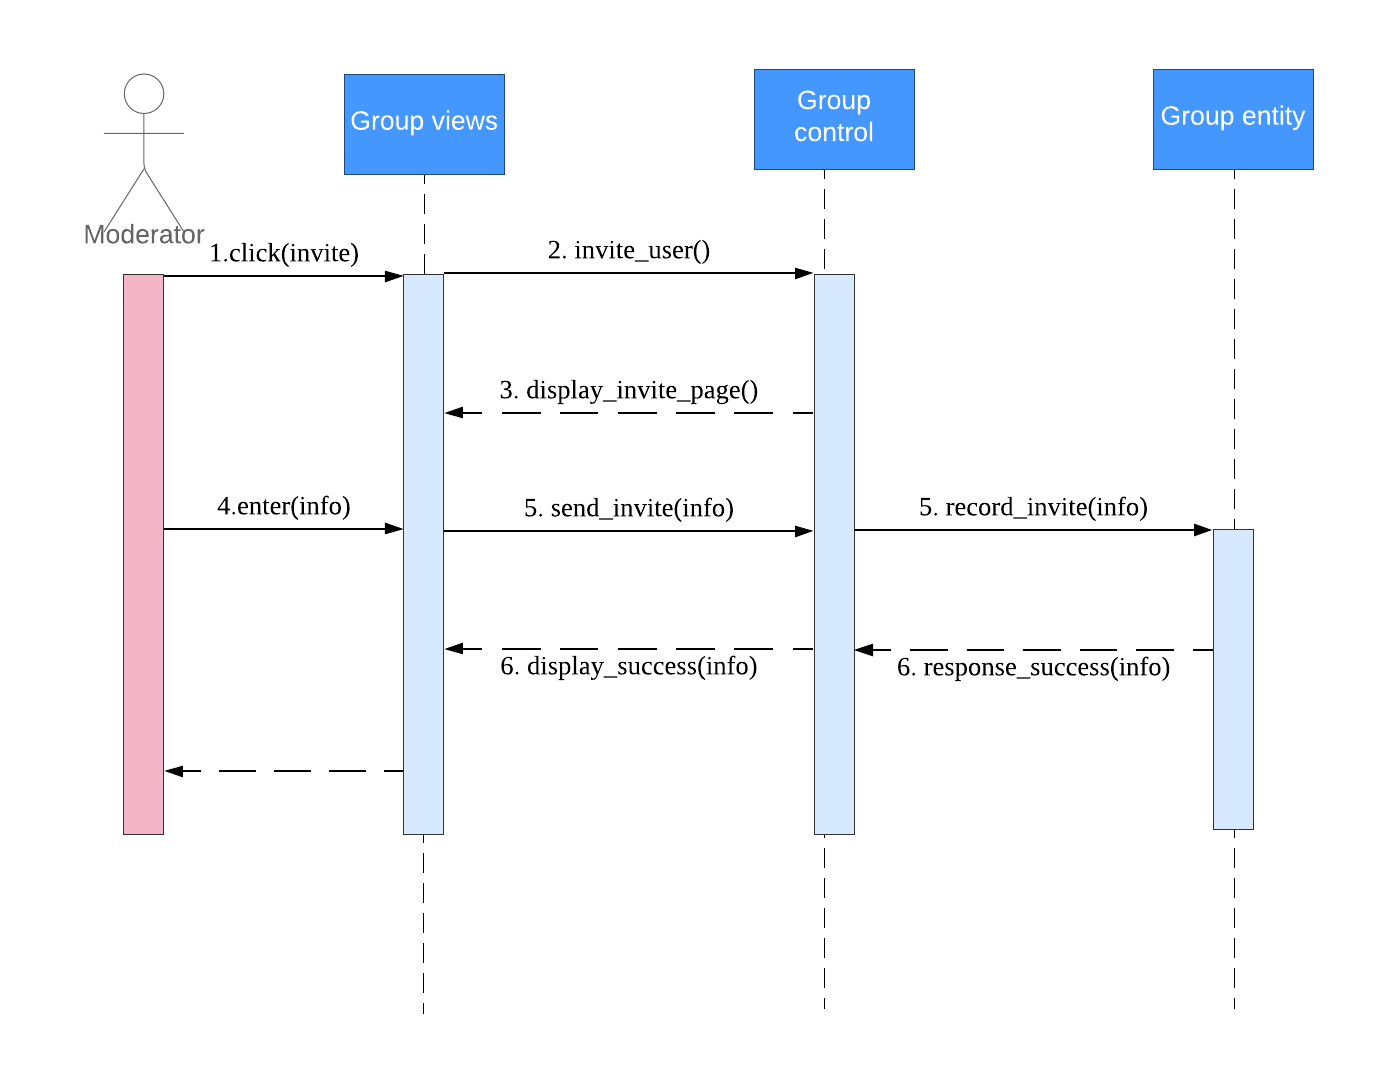 Group views
Group
control
Group entity
Moderator
1.click(invite)
2. invite_user()
3. display_invite_page()
4.enter(info)
5. send_invite(info)
5. record_invite(info)
6. display_success(info)
6. response_success(info)